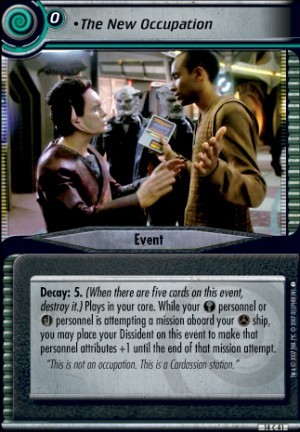 0
•The New Occupation
Event
Decay: 5. (When there are five cards on this event,
destroy it.) Plays in your core. While your personnel or
personnel is attempting a mission aboard your ship,
you may place your Dissident on this event to make that
personnel attributes +1 until the end of that mission attempt.
"This is not an occupation. This is a Cardassian station."
14 C 41